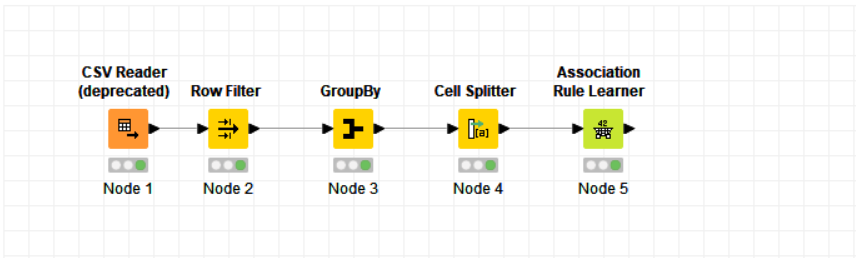 CSV Reader
(deprecated)
Row Filter
GroupBy
Cell Splitter
Association
Rule Learner
[a]
42
Node 1
Node 2
Node 3
Node 4
Node 5